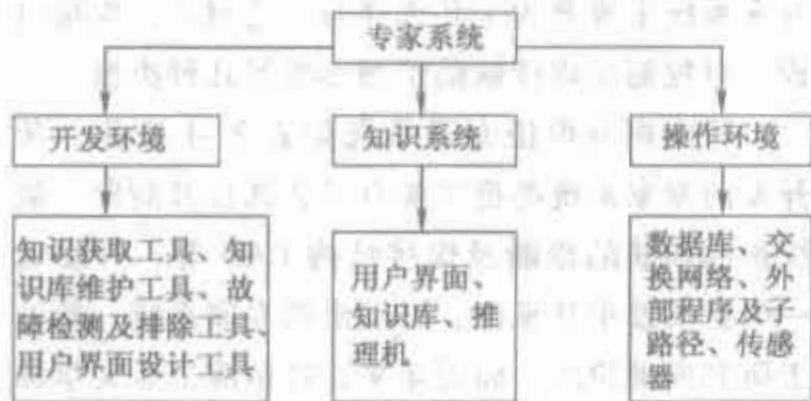 专家系统
开发环境
知识系统
操作环境
知识获取工具、知
识库维护工具、故
障检测及排除工具、
用户界面设计工具
用户界面、
知识库、推
理机
数据库、交
换网络、外
部程序及子
路径、传感
器